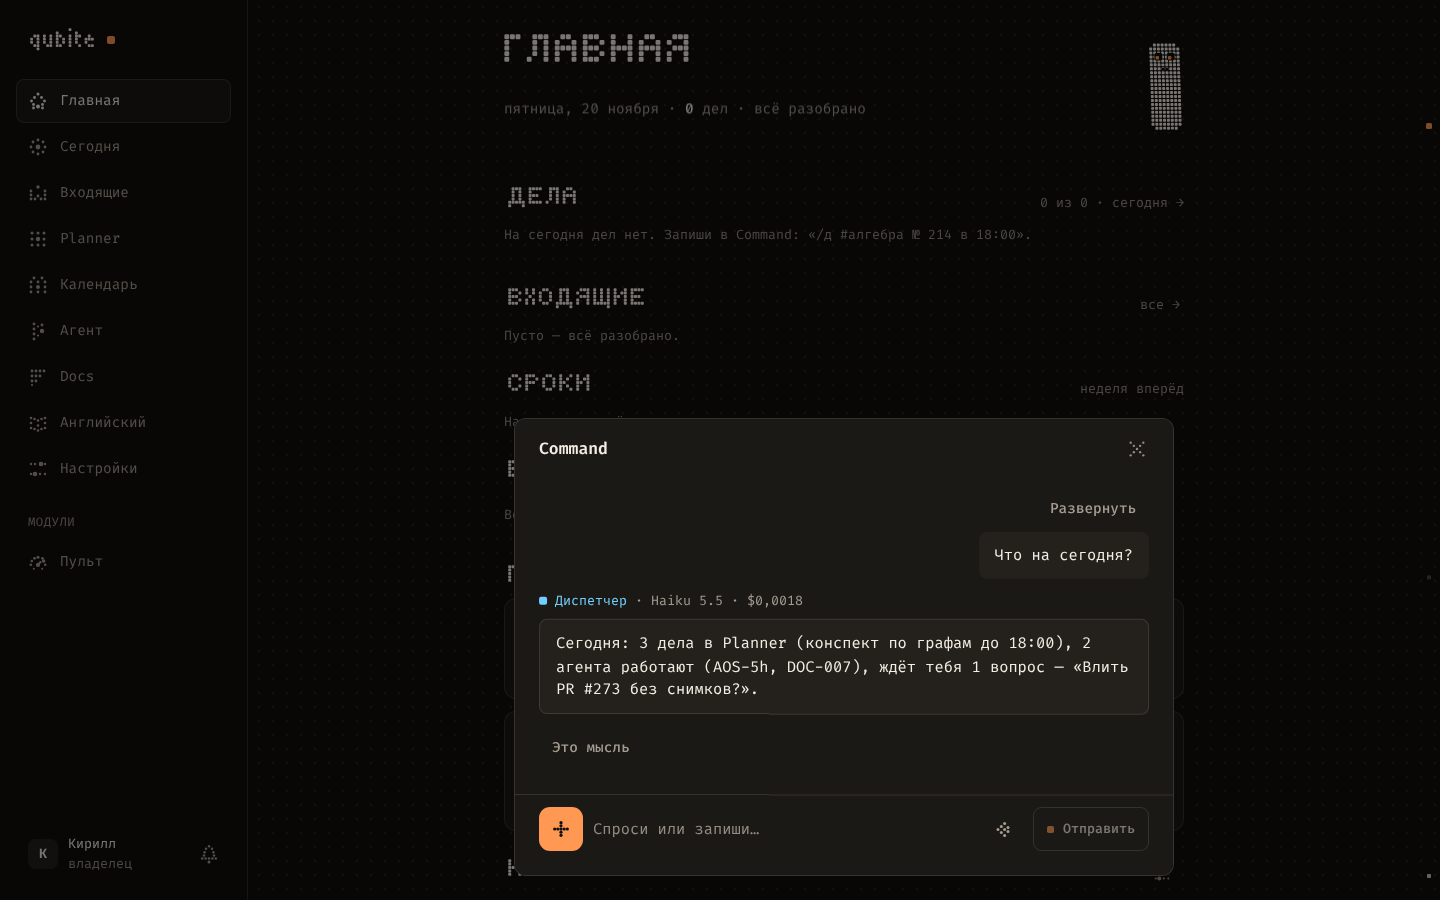 qubite
Главная
Сегодня
Входящие
Planner
Календарь
Агент
Docs
Английский
Настройки
МОДУЛИ
Пульт
К
Кирилл
владелец
ГЛАВНАЯ
пятница, 20 ноября · 0 дел · всё разобрано
ДЕЛА
0 из 0 · сегодня →
На сегодня дел нет. Запиши в Command: «/д #алгебра № 214 в 18:00».
ВХОДЯЩИЕ
все →
Пусто — всё разобрано.
СРОКИ
неделя вперёд
Command
Развернуть
Что на сегодня?
Диспетчер · Haiku 5.5 · $0,0018
Сегодня: 3 дела в Planner (конспект по графам до 18:00), 2
агента работают (AOS-5h, DOC-007), ждёт тебя 1 вопрос — «Влить
PR #273 без снимков?».
Это мысль
Спроси или запиши…
Отправить